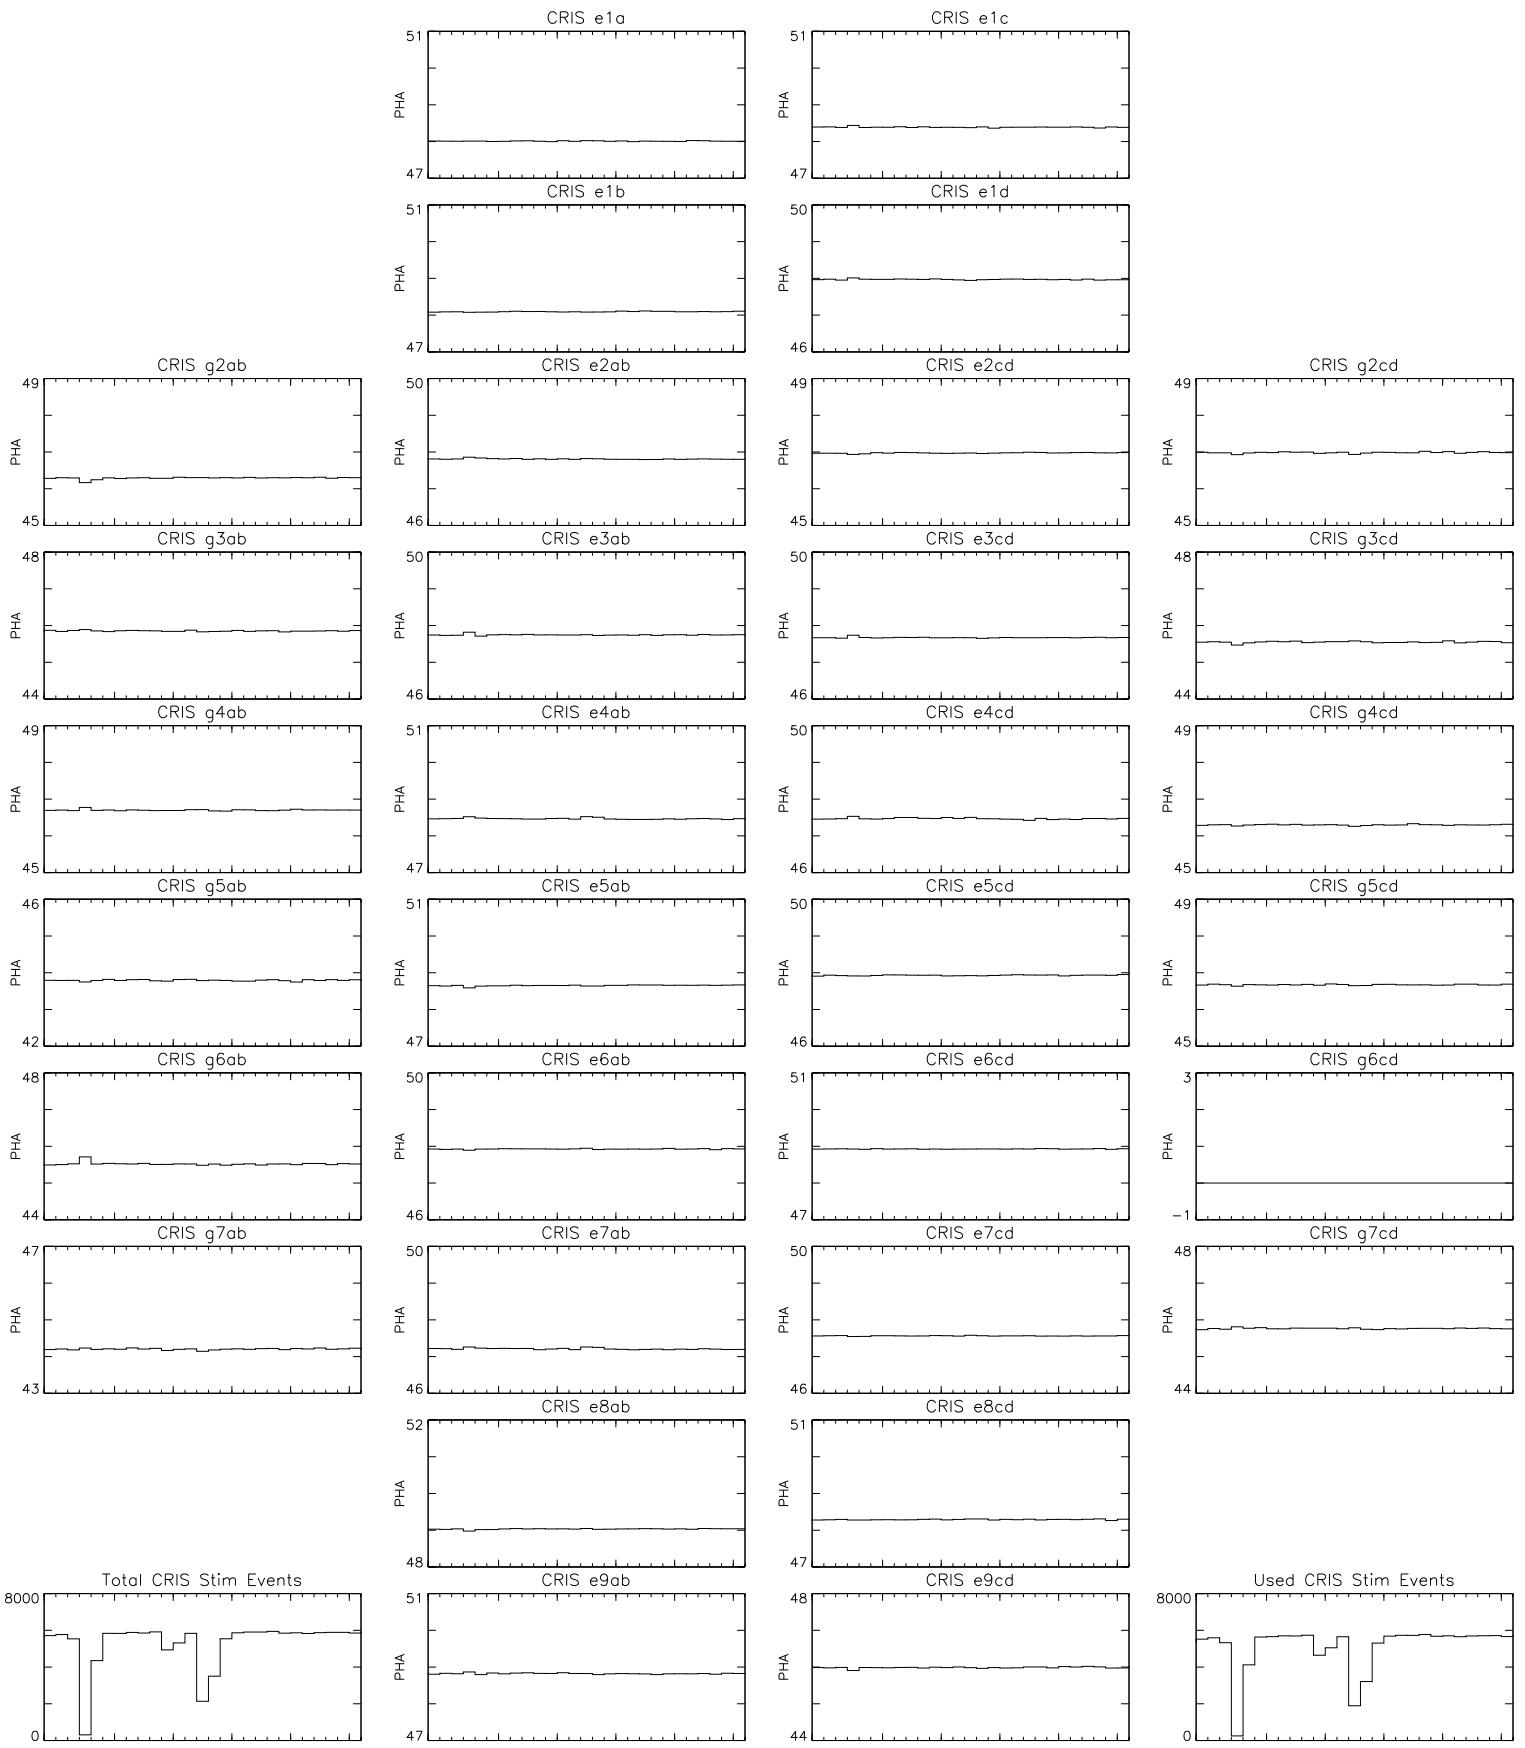 CRIS e1a
CRIS e1c
51
PHA
47
51
PHA
47
CRIS e1b
CRIS e1d
51
PHA
47
50
PHA
46
CRIS g2ab
CRIS e2ab
CRIS e2cd
CRIS g2cd
49
PHA
45
50
PHA
46
49
PHA
45
49
PHA
45
CRIS g3ab
CRIS e3ab
CRIS e3cd
CRIS g3cd
48
PHA
44
50
PHA
46
50
PHA
46
48
PHA
44
CRIS g4ab
CRIS e4ab
CRIS e4cd
CRIS g4cd
49
PHA
45
51
PHA
47
50
PHA
46
49
PHA
45
CRIS g5ab
CRIS e5ab
CRIS e5cd
CRIS g5cd
46
PHA
42
51
PHA
47
50
PHA
46
49
PHA
45
CRIS g6ab
CRIS e6ab
CRIS e6cd
CRIS g6cd
48
PHA
44
50
PHA
46
51
PHA
47
3
PHA
-1
CRIS g7ab
CRIS e7ab
CRIS e7cd
CRIS g7cd
47
PHA
43
50
PHA
46
50
PHA
46
48
PHA
44
CRIS e8ab
CRIS e8cd
52
PHA
48
51
PHA
47
Total CRIS Stim Events
CRIS e9ab
CRIS e9cd
Used CRIS Stim Events
8000
0
51
PHA
47
48
PHA
44
8000
0